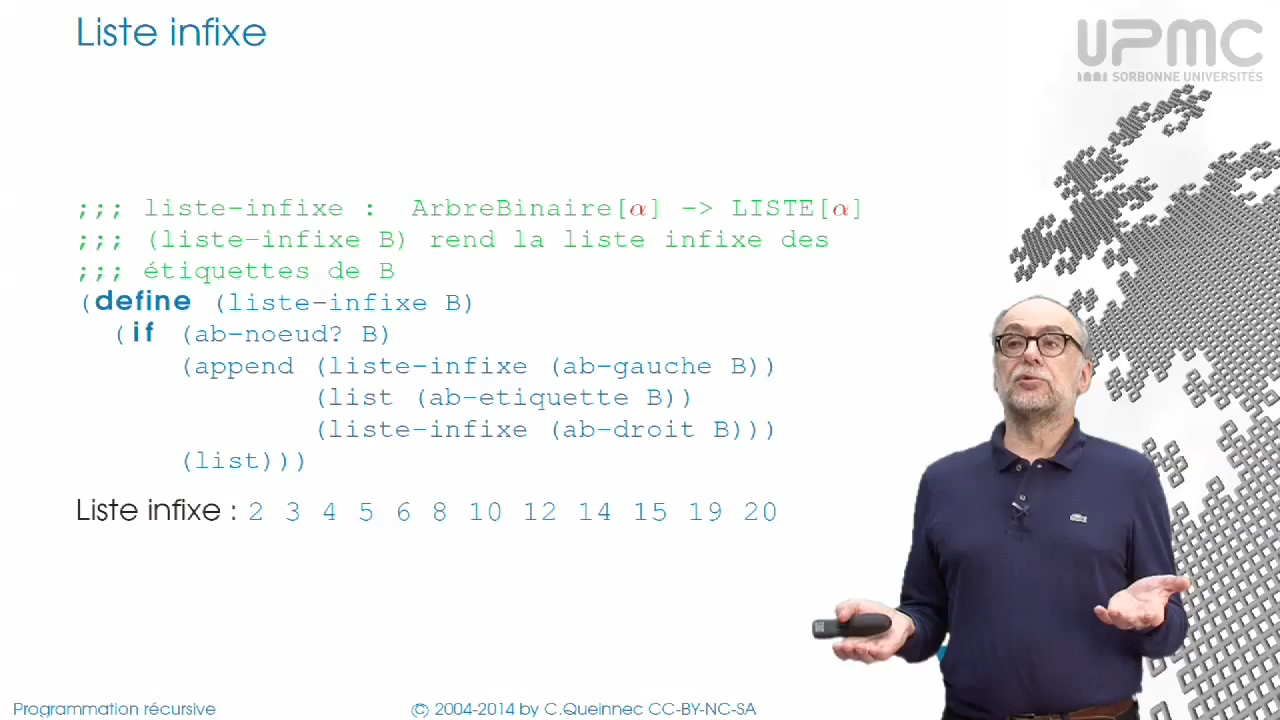 Liste infixe
UPMC
SORBONNE UNIVERSITÉS
;;; liste-infixe :  ArbreBinaire[α] -> LISTE[α]
;;; (liste-infixe B) rend la liste infixe des
;;; étiquettes de B
(define (liste-infixe B)
  (if (ab-noeud? B)
      (append (liste-infixe (ab-gauche B))
              (list (ab-etiquette B))
              (liste-infixe (ab-droit B)))
      (list)))
Liste infixe : 2 3 4 5 6 8 10 12 14 15 19 20
Programmation récursive
© 2004-2014 by C.Queinnec CC-BY-NC-SA